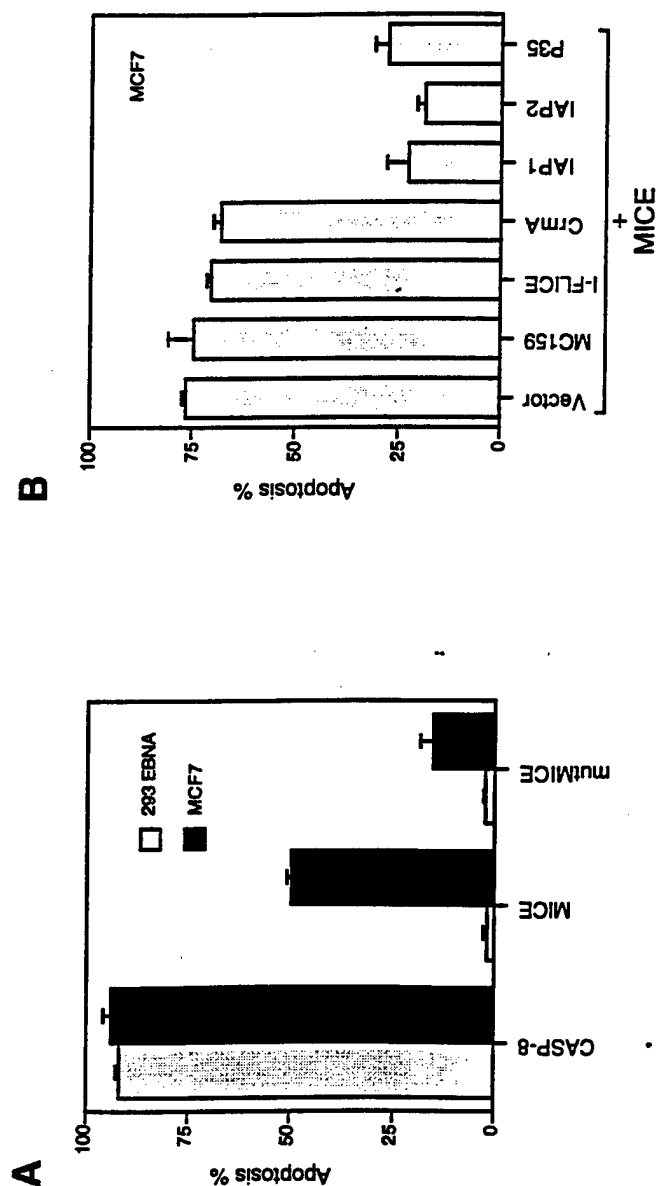 A
Apoptosis %
100
75
50
25
0
293 EBNA
MCF7
CASP-8
MICE
mutMICE
B
Apoptosis %
100
75
50
25
0
MCF7
Vector
MC159
I-FLICE
CrmA
IAP1
IAP2
P35
+
MICE